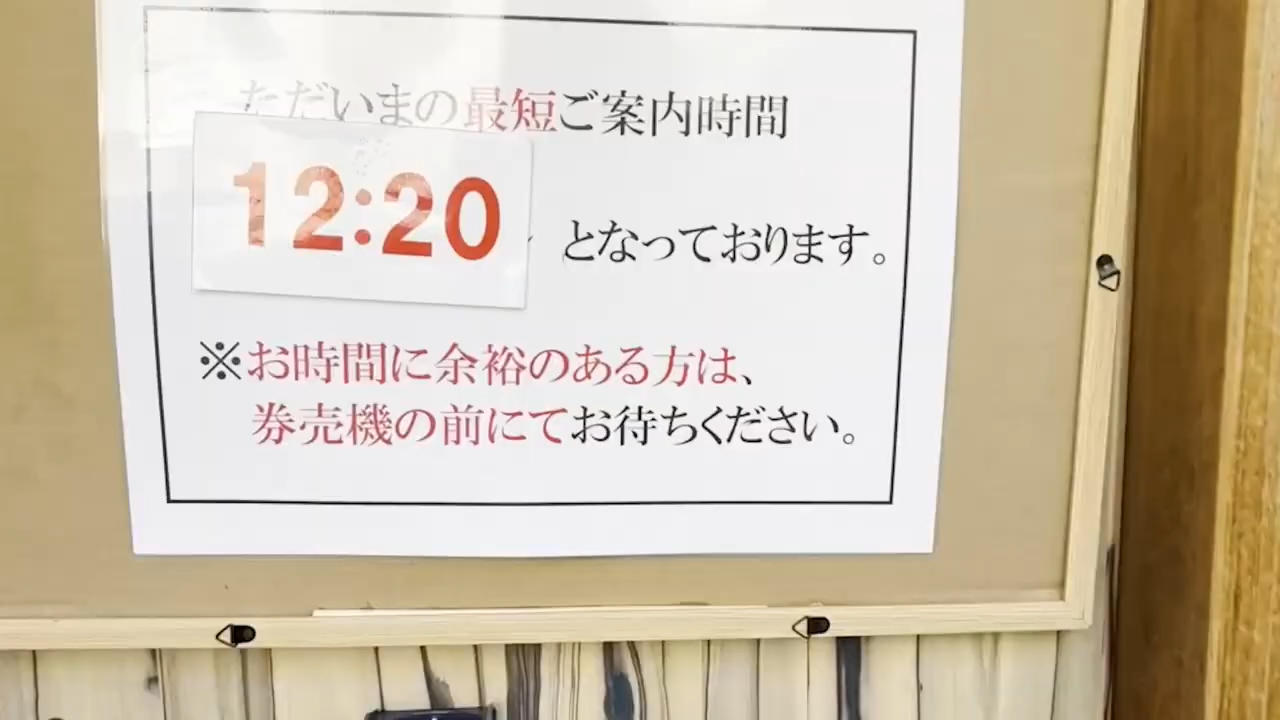 ただいまの最短ご案内時間
12:20 となっております。
※お時間に余裕のある方は、
券売機の前にてお待ちください。